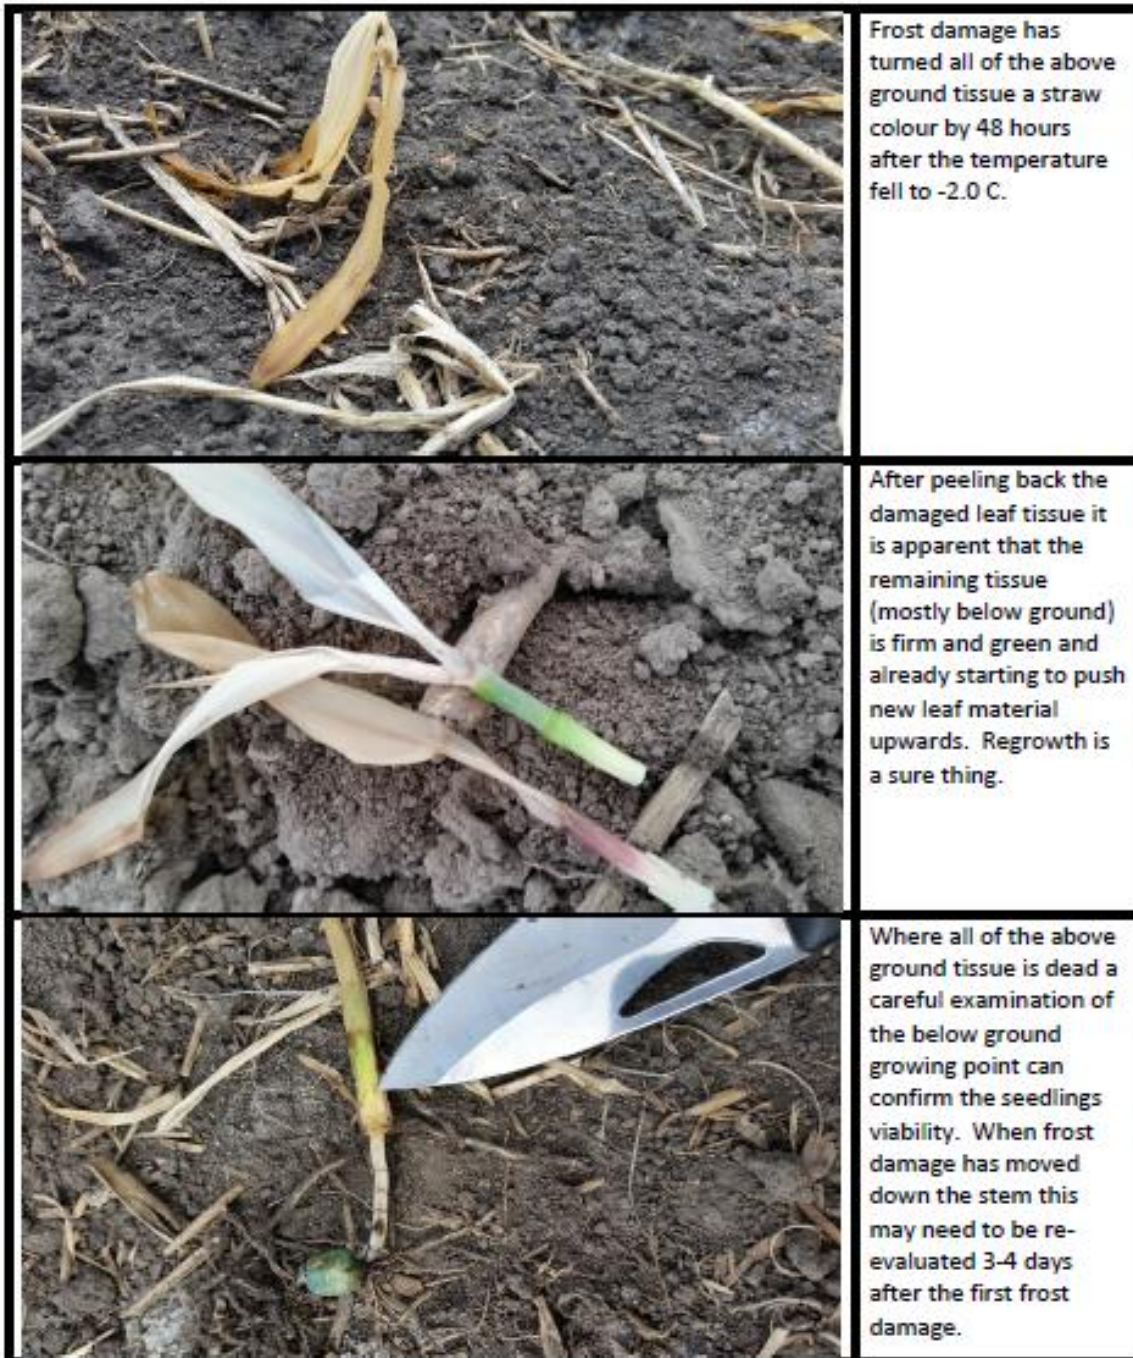 Frost damage has
turned all of the above
ground tissue a straw
colour by 48 hours
after the temperature
fell to -2.0 C.
After peeling back the
damaged leaf tissue it
is apparent that the
remaining tissue
(mostly below ground)
is firm and green and
already starting to push
new leaf material
upwards.  Regrowth is
a sure thing.
Where all of the above
ground tissue is dead a
careful examination of
the below ground
growing point can
confirm the seedlings
viability.  When frost
damage has moved
down the stem this
may need to be re-
evaluated 3-4 days
after the first frost
damage.